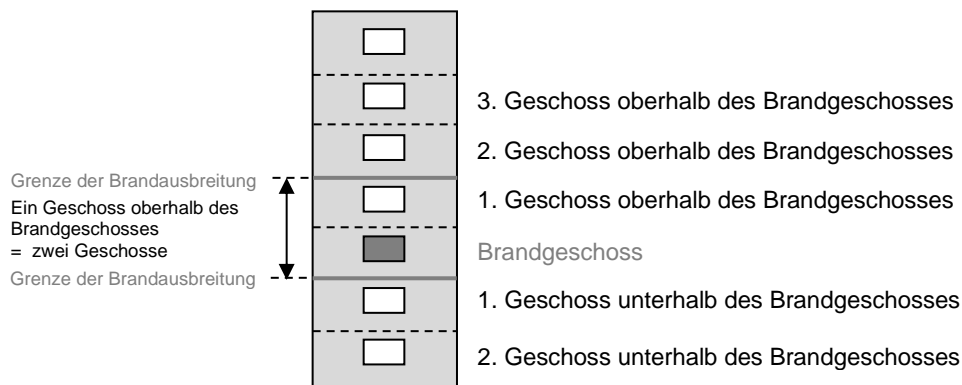 3. Geschoss oberhalb des Brandgeschosses
2. Geschoss oberhalb des Brandgeschosses
Grenze der Brandausbreitung
Ein Geschoss oberhalb des
Brandgeschosses
= zwei Geschosse
Grenze der Brandausbreitung
1. Geschoss oberhalb des Brandgeschosses
Brandgeschoss
1. Geschoss unterhalb des Brandgeschosses
2. Geschoss unterhalb des Brandgeschosses